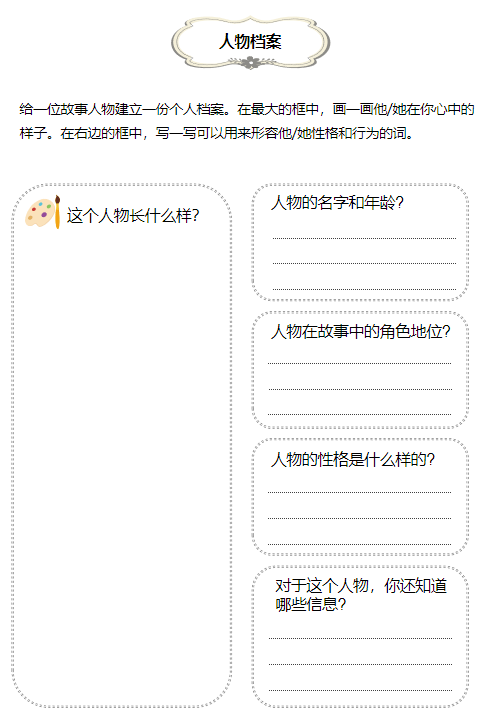 人物档案
给一位故事人物建立一份个人档案。在最大的框中，画一画他/她在你心中的
样子。在右边的框中，写一写可以用来形容他/她性格和行为的词。
这个人物长什么样？
人物的名字和年龄？
人物在故事中的角色地位？
人物的性格是什么样的？
对于这个人物，你还知道
哪些信息？